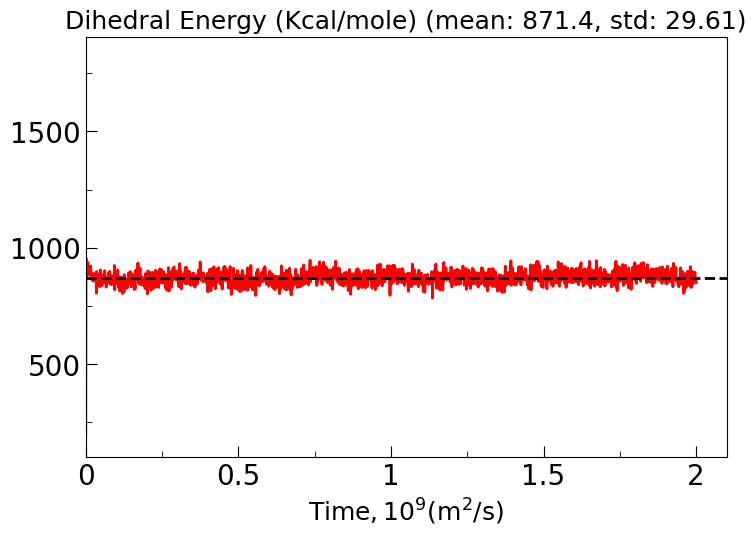 Dihedral Energy (Kcal/mole) (mean: 871.4, std: 29.61)
1500
1000
500
0 0.5 1 1.5 2
Time, 10⁹(m²/s)